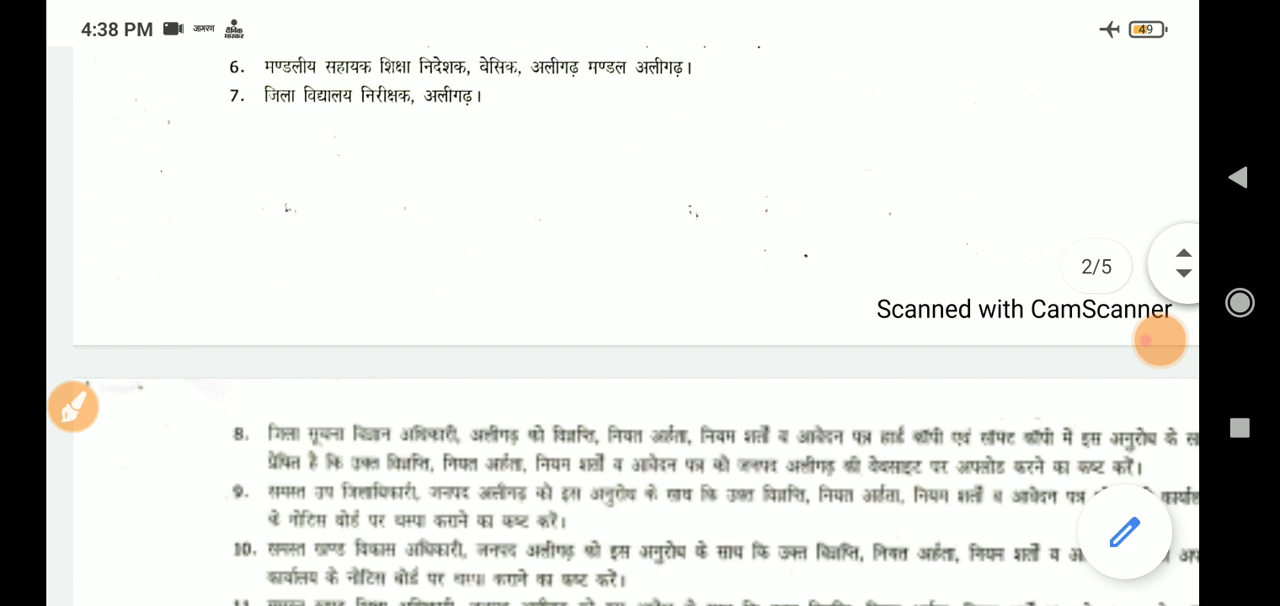 4:38 PM जागरण दैनिक भास्कर 49
6. मण्डलीय सहायक शिक्षा निदेशक, वेसिक, अलीगढ़ मण्डल अलीगढ़।
7. जिला विद्यालय निरीक्षक, अलीगढ़।
2/5
Scanned with CamScanner
8. जिला सूचना विज्ञान अधिकारी, अलीगढ़ को विज्ञप्ति, नियत अर्हता, नियम शर्तों व आवेदन पत्र हार्ड कॉपी एवं सॉफ्ट कॉपी में इस अनुरोध के
प्रेषित है कि उक्त विज्ञप्ति, नियत अर्हता, नियम शर्तों व आवेदन पत्र को जनपद अलीगढ़ की वेवसाइट पर अपलोड करने का कष्ट करें।
9. समस्त उप जिलाधिकारी, जनपद अलीगढ़ को इस अनुरोध के साथ कि उक्त विज्ञप्ति, नियत अर्हता, नियम शर्तों व आवेदन पत्र
के नोटिस बोर्ड पर चस्पा कराने का कष्ट करें।
10. समस्त खण्ड विकास अधिकारी, जनपद अलीगढ़ को इस अनुरोध के साथ कि उक्त विज्ञप्ति, नियत अर्हता, नियम शर्तों व
कार्यालय के नोटिस बोर्ड पर चस्पा कराने का कष्ट करें।